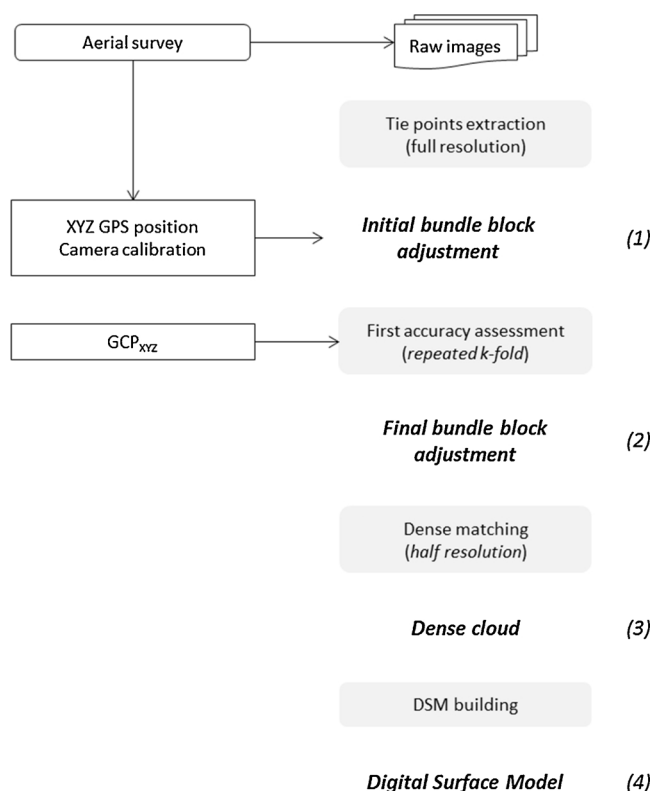 Aerial survey
Raw images
Tie points extraction
(full resolution)
XYZ GPS position
Camera calibration
Initial bundle block
adjustment
(1)
GCPXYZ
First accuracy assessment
(repeated k-fold)
Final bundle block
adjustment
(2)
Dense matching
(half resolution)
Dense cloud
(3)
DSM building
Digital Surface Model
(4)